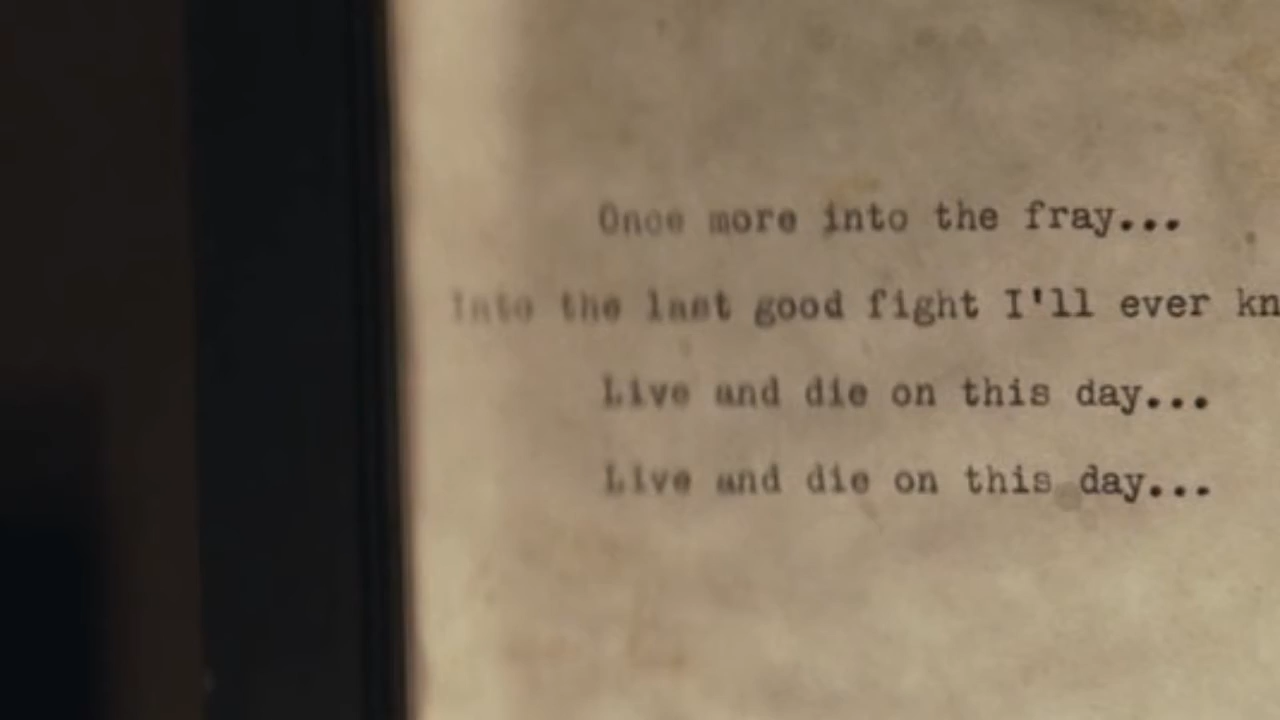 Once more into the fray...
Into the last good fight I'll ever kn
Live and die on this day...
Live and die on this day...